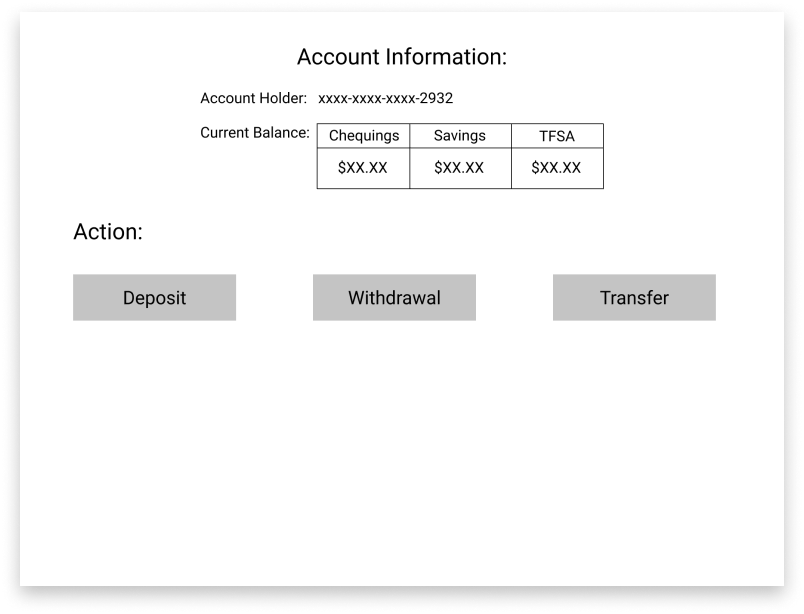 Account Information:
Account Holder: xxxx-xxxx-xxxx-2932
Current Balance: Chequings Savings TFSA
$XX.XX $XX.XX $XX.XX
Action:
Deposit Withdrawal Transfer